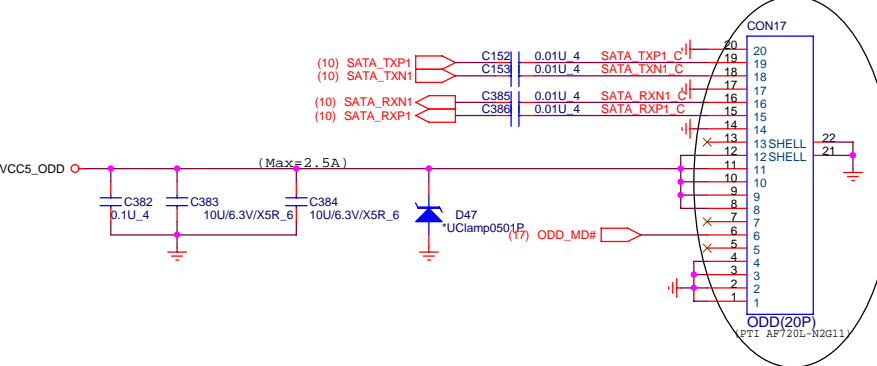 CON17
20 20
(10) SATA_TXP1 C152 0.01U_4 SATA_TXP1_C 19 19
(10) SATA_TXN1 C153 0.01U_4 SATA_TXN1_C 18 18
17 17
(10) SATA_RXN1 C385 0.01U_4 SATA_RXN1_C 16 16
(10) SATA_RXP1 C386 0.01U_4 SATA_RXP1_C 15 15
14 14
13 13 SHELL 22
12 12 SHELL 21
VCC5_ODD (Max=2.5A) 11 11
10 10
9 9
8 8
C382 C383 C384
0.1U_4 10U/6.3V/X5R_6 10U/6.3V/X5R_6
D47
*UClamp0501P
7 7
(17) ODD_MD# 6 6
5 5
4 4
3 3
2 2
1 1
ODD(20P)
(PTI AF720L-N2G11)